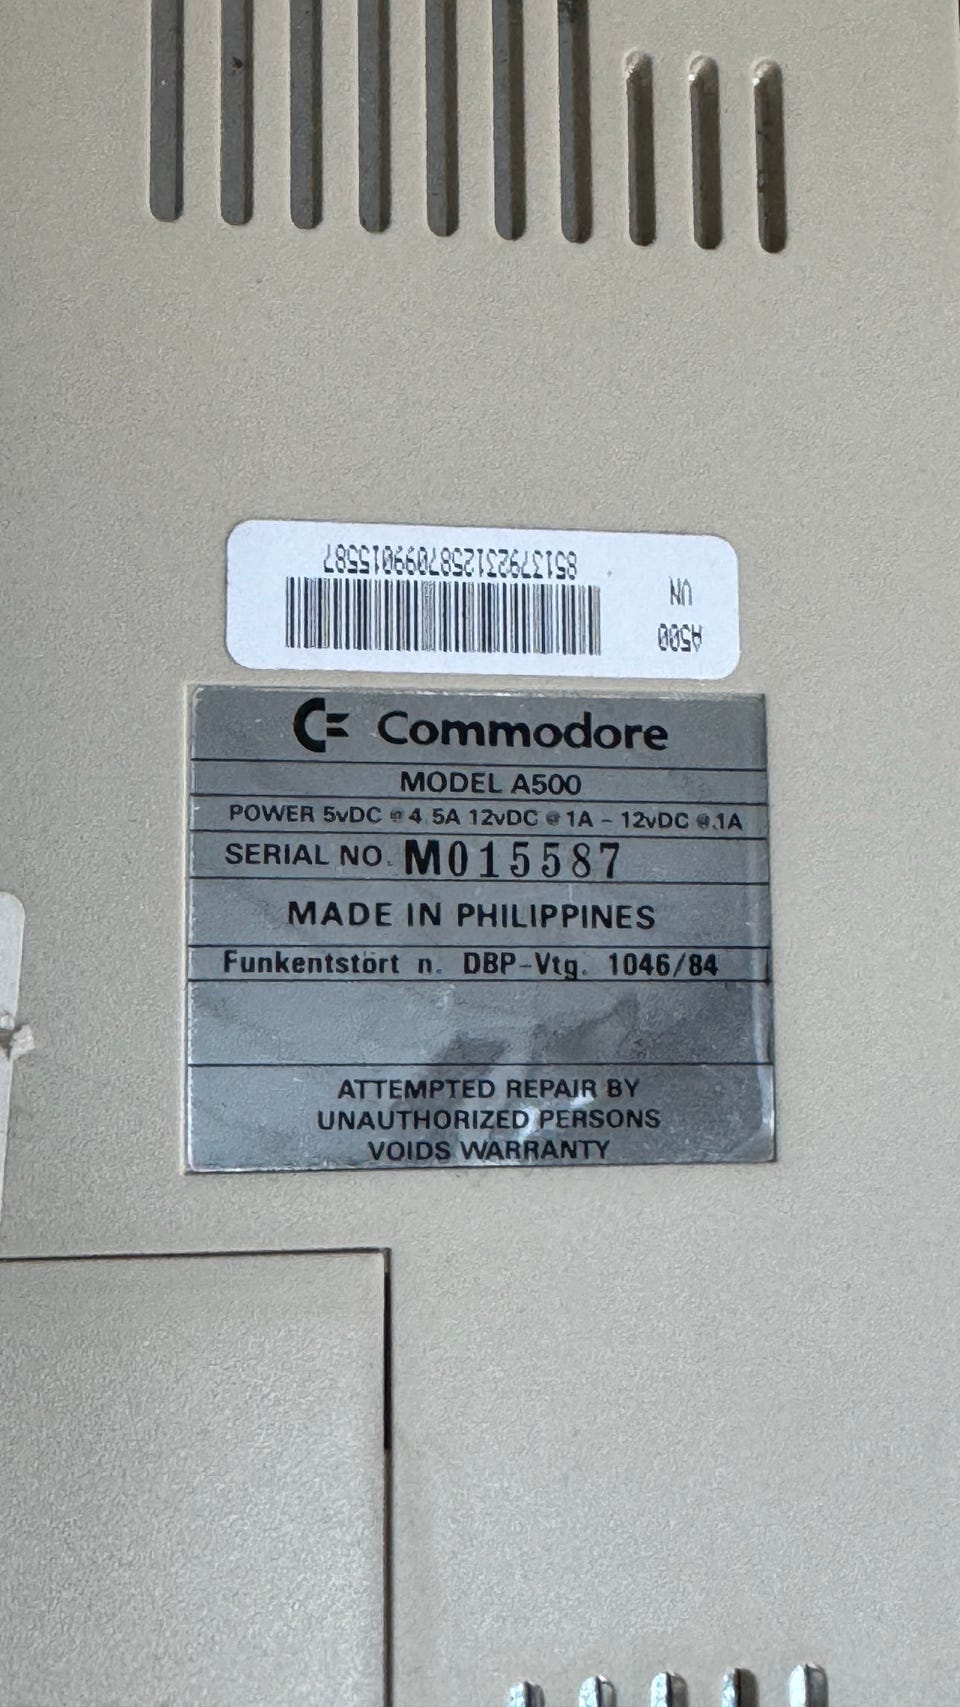 A500
UN
8513792312587099015587
Commodore
MODEL A500
POWER 5vDC @ 4.5A 12vDC @ 1A - 12vDC @ .1A
SERIAL NO. M015587
MADE IN PHILIPPINES
Funkentstört n. DBP-Vtg. 1046/84
ATTEMPTED REPAIR BY
UNAUTHORIZED PERSONS
VOIDS WARRANTY